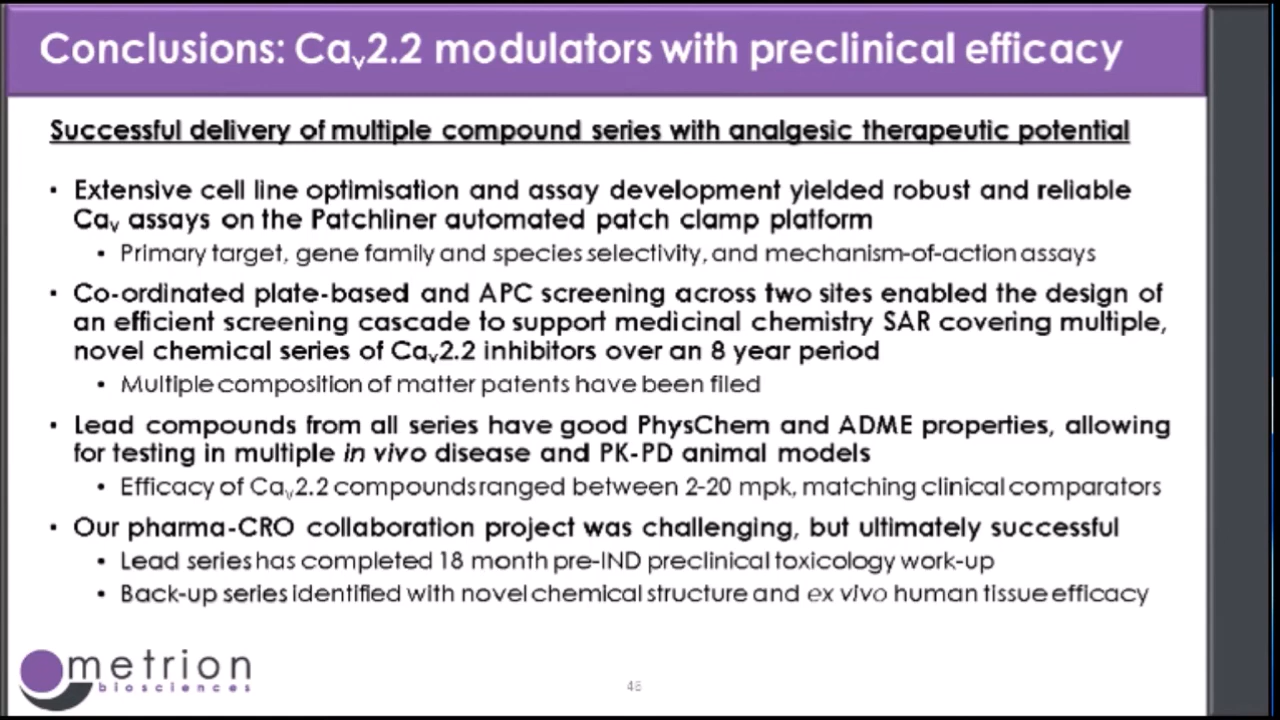 Conclusions: Cav2.2 modulators with preclinical efficacy
Successful delivery of multiple compound series with analgesic therapeutic potential
• Extensive cell line optimisation and assay development yielded robust and reliable
Cav assays on the Patchliner automated patch clamp platform
• Primary target, gene family and species selectivity, and mechanism-of-action assays
• Co-ordinated plate-based and APC screening across two sites enabled the design of
an efficient screening cascade to support medicinal chemistry SAR covering multiple,
novel chemical series of Cav2.2 inhibitors over an 8 year period
• Multiple composition of matter patents have been filed
• Lead compounds from all series have good PhysChem and ADME properties, allowing
for testing in multiple in vivo disease and PK-PD animal models
• Efficacy of Cav2.2 compounds ranged between 2-20 mpk, matching clinical comparators
• Our pharma-CRO collaboration project was challenging, but ultimately successful
• Lead series has completed 18 month pre-IND preclinical toxicology work-up
• Back-up series identified with novel chemical structure and ex vivo human tissue efficacy
metrion
biosciences